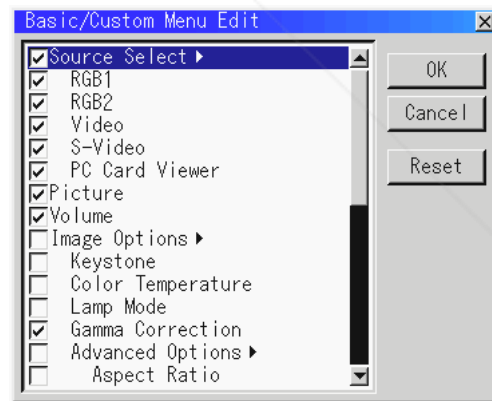 Basic/Custom Menu Edit
Source Select
RGB1
RGB2
Video
S-Video
PC Card Viewer
Picture
Volume
Image Options
Keystone
Color Temperature
Lamp Mode
Gamma Correction
Advanced Options
Aspect Ratio
OK
Cancel
Reset